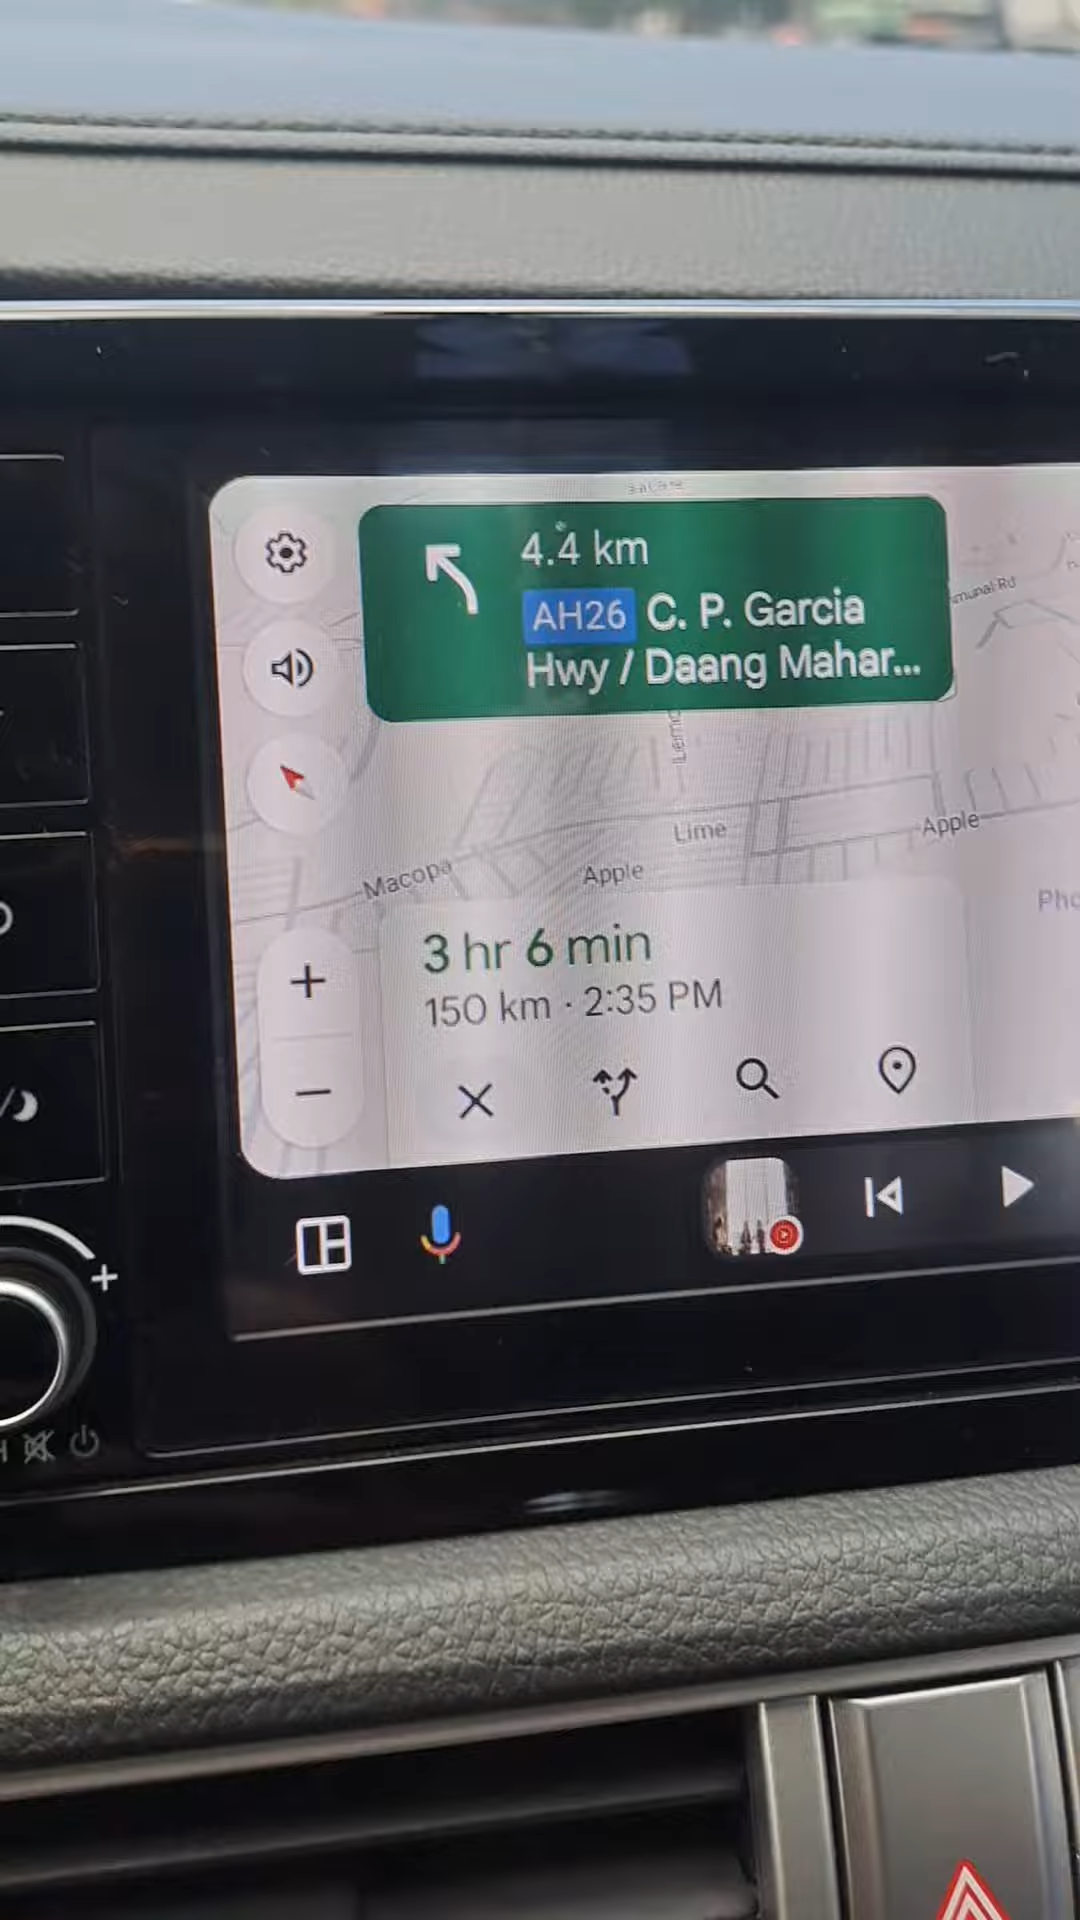 4.4 km
AH26 C. P. Garcia
Hwy / Daang Mahar...
Lime
Apple
Macopa
Apple
3 hr 6 min
150 km · 2:35 PM